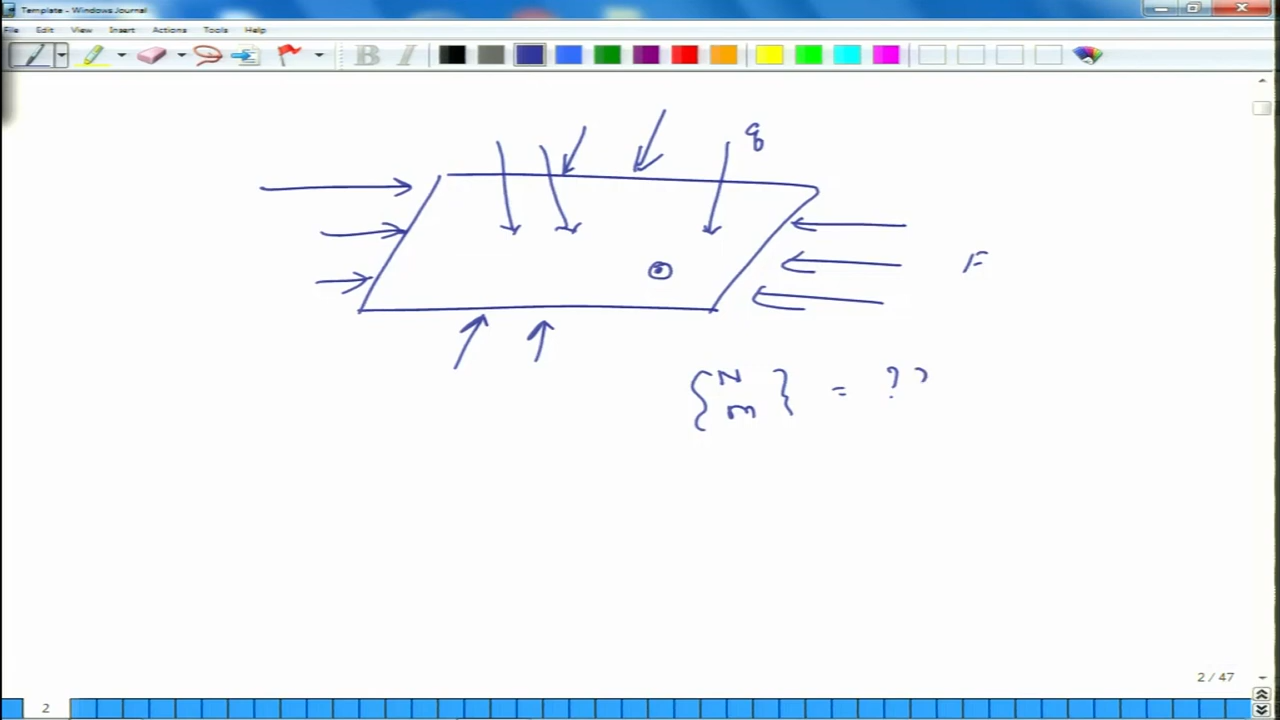 Template - Windows Journal
File Edit View Insert Actions Tools Help
B I
q
F
{N
M} = ??
2 / 47
2